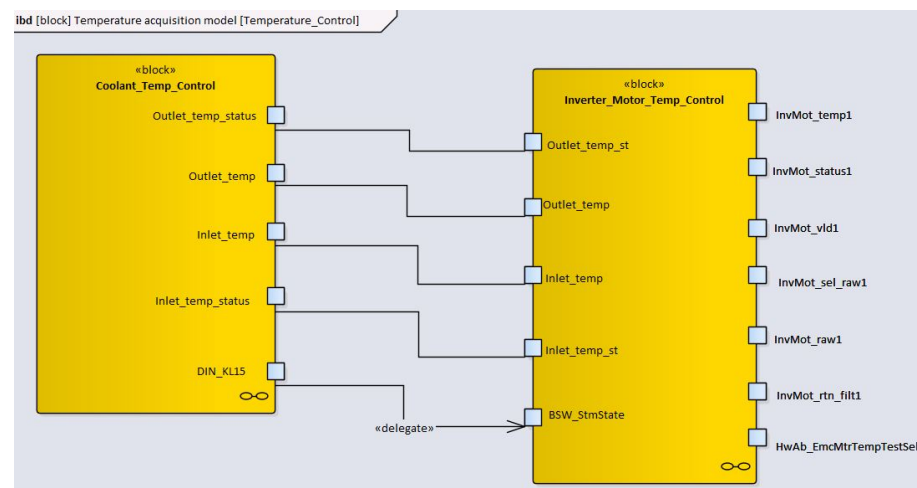 ibd [block] Temperature acquisition model [Temperature_Control]
«block»
Coolant_Temp_Control
Outlet_temp_status
Outlet_temp
Inlet_temp
Inlet_temp_status
DIN_KL15
«delegate»
«block»
Inverter_Motor_Temp_Control
Outlet_temp_st
Outlet_temp
Inlet_temp
Inlet_temp_st
BSW_StmState
InvMot_temp1
InvMot_status1
InvMot_vld1
InvMot_sel_raw1
InvMot_raw1
InvMot_rtn_filt1
HwAb_EmcMtrTempTestSel